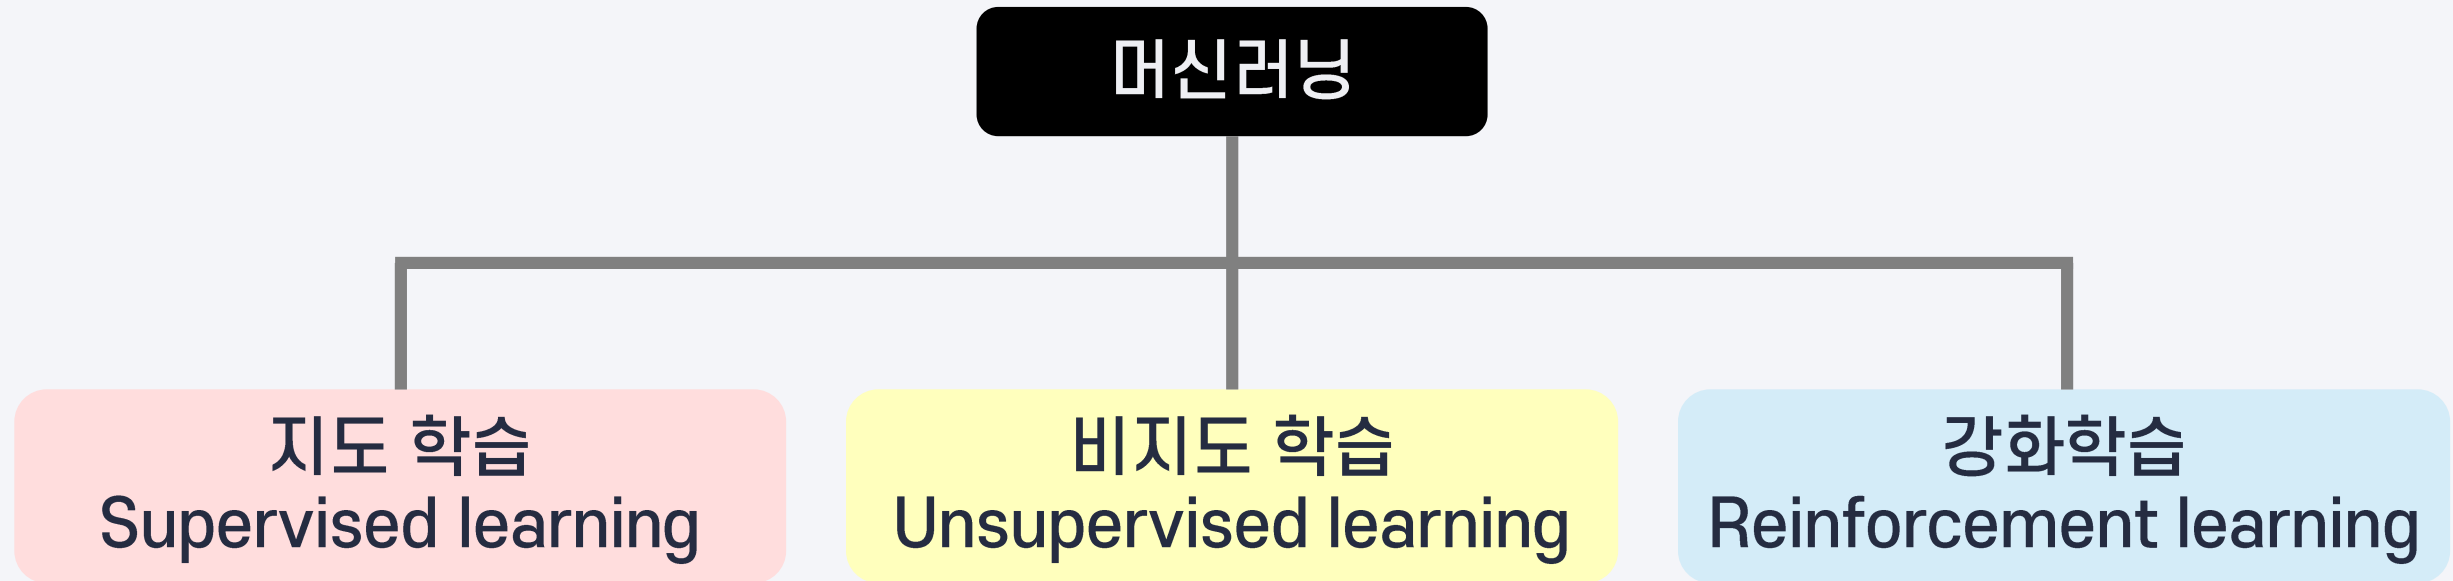 머신러닝
지도 학습
Supervised learning
비지도 학습
Unsupervised learning
강화학습
Reinforcement learning